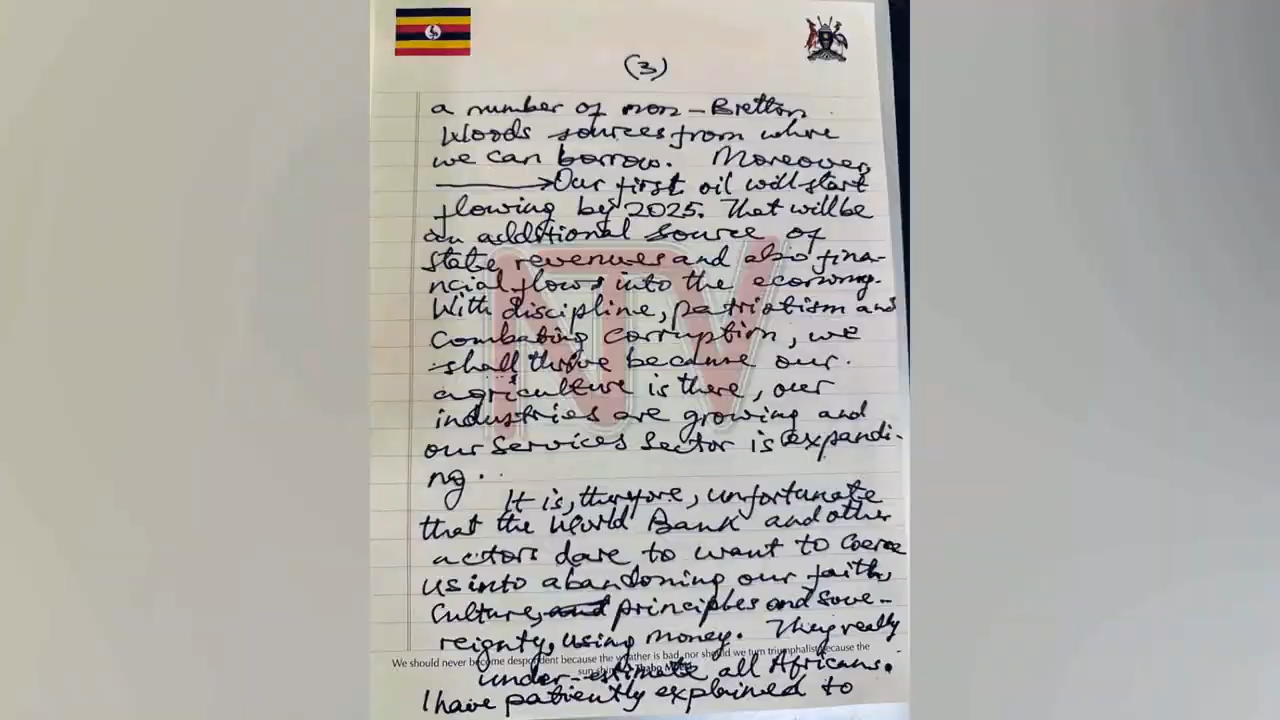 (3)
a number of non-Bretton
Woods sources from where
we can borrow. Moreover,
Our first oil will start
flowing by 2025. That will be
an additional source of
state revenues and also fina-
ncial flows into the economy.
With discipline, patriotism and
combating corruption, we
shall thrive because our
agriculture is there, our
industries are growing and
our services sector is expandi-
ng.
It is, therefore, unfortunate
that the World Bank and other
actors dare to want to coerce
us into abandoning our faith,
culture, and principles and sove-
reignty, using money. They really
We should never become despondent because the weather is bad, nor should we turn triumphalist because the
under-estimate all Africans.
I have patiently explained to
NTV